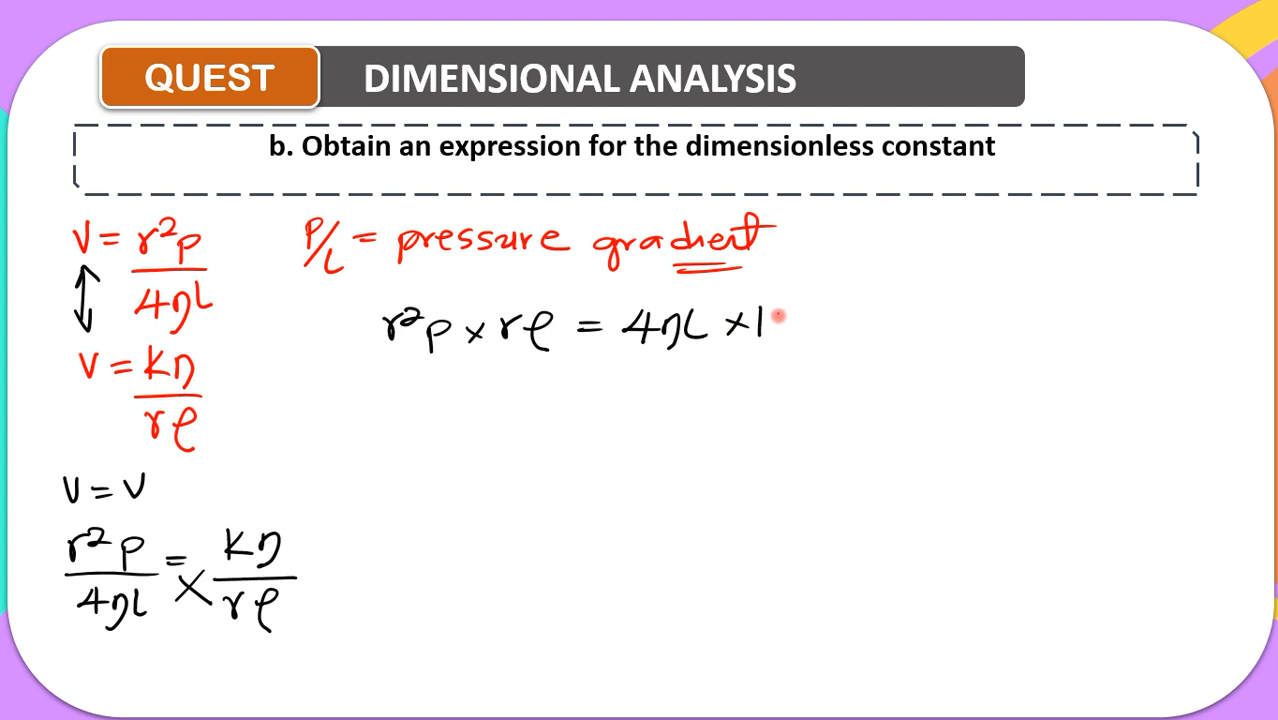 QUEST DIMENSIONAL ANALYSIS
b. Obtain an expression for the dimensionless constant
V = r²p / 4ηL
P/L = pressure gradient
r²p × rρ = 4ηL × 1
V = kη / rρ
V = V
r²p / 4ηL = × kη / rρ